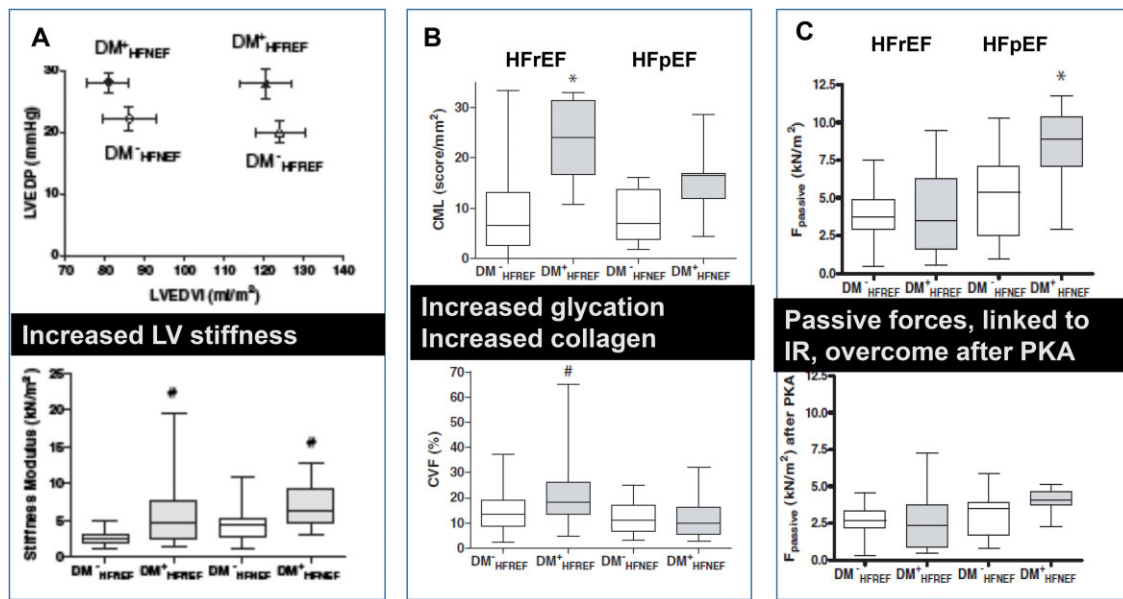 A
DM⁺HFNEF
DM⁺HFREF
DM⁻HFNEF
DM⁻HFREF
LVEDP (mmHg)
40
30
20
10
0
70 80 90 100 110 120 130 140
LVEDVI (ml/m²)
Increased LV stiffness
Stiffness Modulus (kN/m²)
25
20
15
10
5
0
#
#
DM⁻HFREF DM⁺HFREF DM⁻HFNEF DM⁺HFNEF
B
HFrEF HFpEF
CML (score/mm²)
30
20
10
0
*
DM⁻HFREF DM⁺HFREF DM⁻HFNEF DM⁺HFNEF
Increased glycation
Increased collagen
CVF (%)
70
60
50
40
30
20
10
0
#
DM⁻HFREF DM⁺HFREF DM⁻HFNEF DM⁺HFNEF
C
HFrEF HFpEF
Fpassive (kN/m²)
12.5
10.0
7.5
5.0
2.5
0.0
*
DM⁻HFREF DM⁺HFREF DM⁻HFNEF DM⁺HFNEF
Passive forces, linked to
IR, overcome after PKA
Fpassive (kN/m²) after PKA
12.5
10.0
7.5
5.0
2.5
0.0
DM⁻HFREF DM⁺HFREF DM⁻HFNEF DM⁺HFNEF